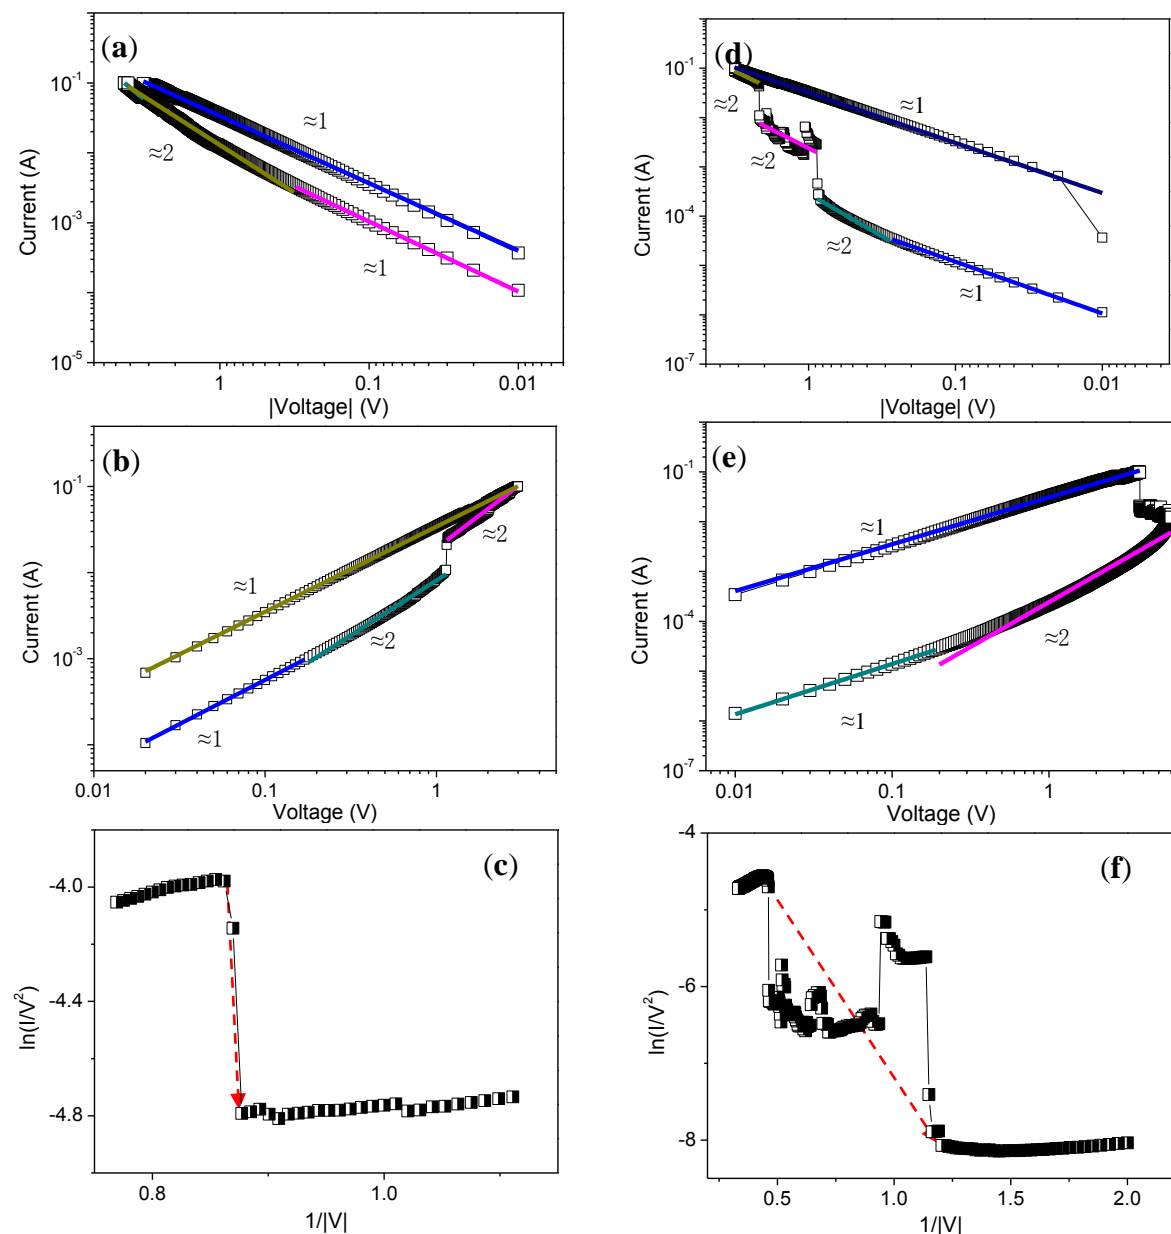 (a)
10⁻¹
10⁻³
10⁻⁵
Current (A)
≈1
≈2
≈1
1
0.1
0.01
|Voltage| (V)
(d)
10⁻¹
10⁻⁴
10⁻⁷
Current (A)
≈2
≈1
≈2
≈2
≈1
1
0.1
0.01
|Voltage| (V)
(b)
10⁻¹
10⁻³
Current (A)
≈2
≈1
≈2
≈1
0.01
0.1
1
Voltage (V)
(e)
10⁻¹
10⁻⁴
10⁻⁷
Current (A)
≈1
≈2
≈1
0.01
0.1
1
Voltage (V)
(c)
-4.0
-4.4
-4.8
ln(I/V²)
0.8
1.0
1/|V|
(f)
-4
-6
-8
ln(I/V²)
0.5
1.0
1.5
2.0
1/|V|